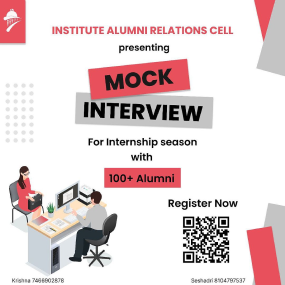 INSTITUTE ALUMNI RELATIONS CELL
presenting
MOCK
INTERVIEW
For Internship season
with
100+ Alumni
Register Now
Krishna 7466902878
Seshadri 8104797537